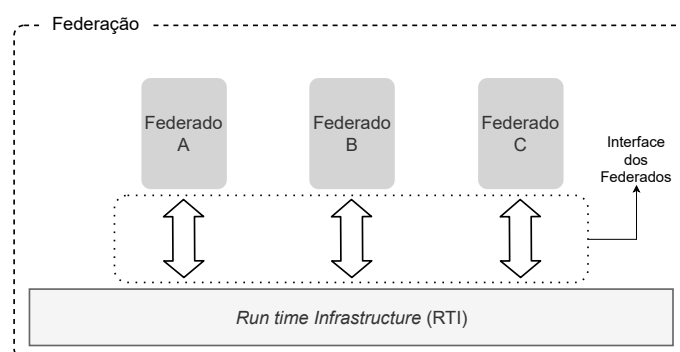 Federação
Federado
A
Federado
B
Federado
C
Interface
dos
Federados
Run time Infrastructure (RTI)